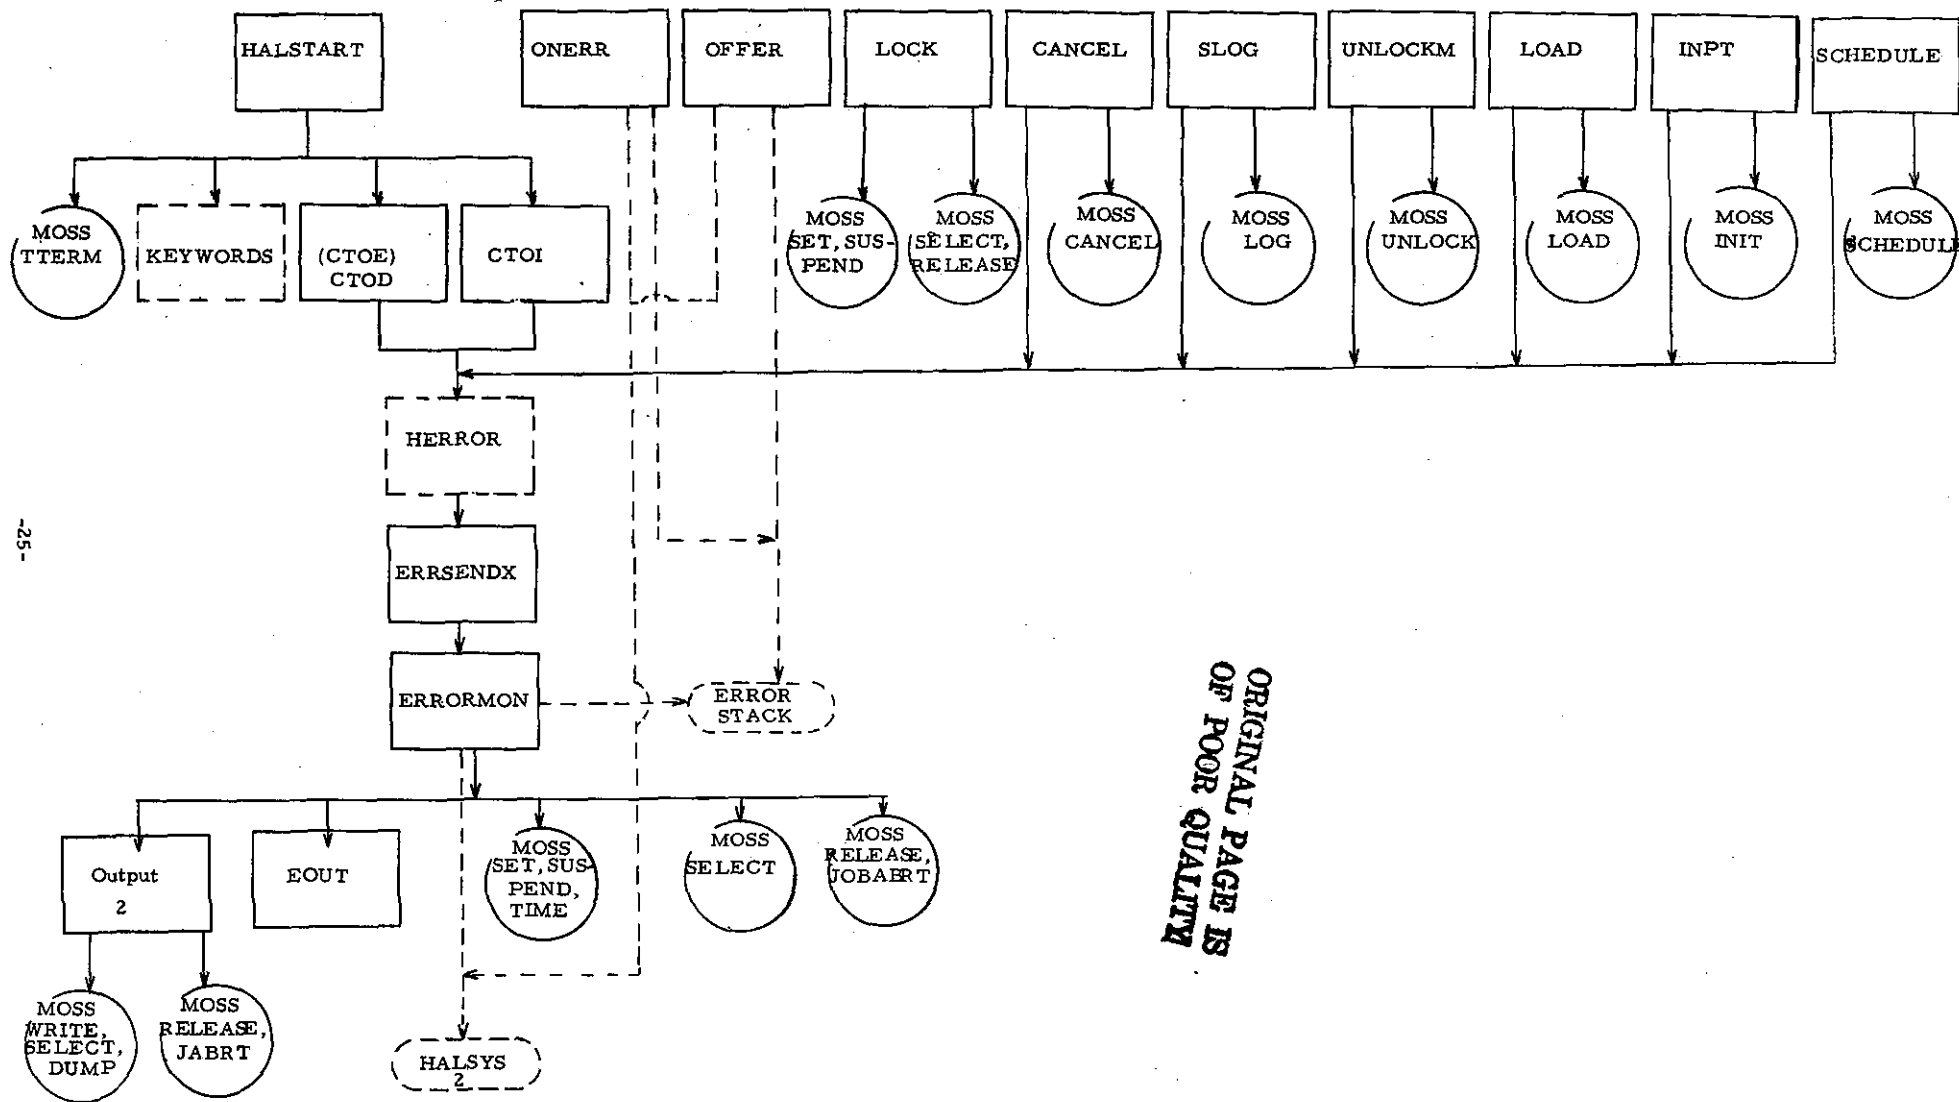 HALSTART
ONERR
OFFER
LOCK
CANCEL
SLOG
UNLOCKM
LOAD
INPT
SCHEDULE
MOSS
TTERM
KEYWORDS
(CTOE)
CTOD
CTOI
MOSS
SET, SUS-
PEND
MOSS
SELECT,
RELEASE
MOSS
CANCEL
MOSS
LOG
MOSS
UNLOCK
MOSS
LOAD
MOSS
INIT
MOSS
SCHEDULE
HERROR
-25-
ERRSENDX
ERRORMON
ERROR
STACK
ORIGINAL PAGE IS
OF POOR QUALITY
Output
2
EOUT
MOSS
SET, SUS-
PEND,
TIME
MOSS
SELECT
MOSS
RELEASE,
JOBABRT
MOSS
WRITE,
SELECT,
DUMP
MOSS
RELEASE,
JABRT
HALSYS
2